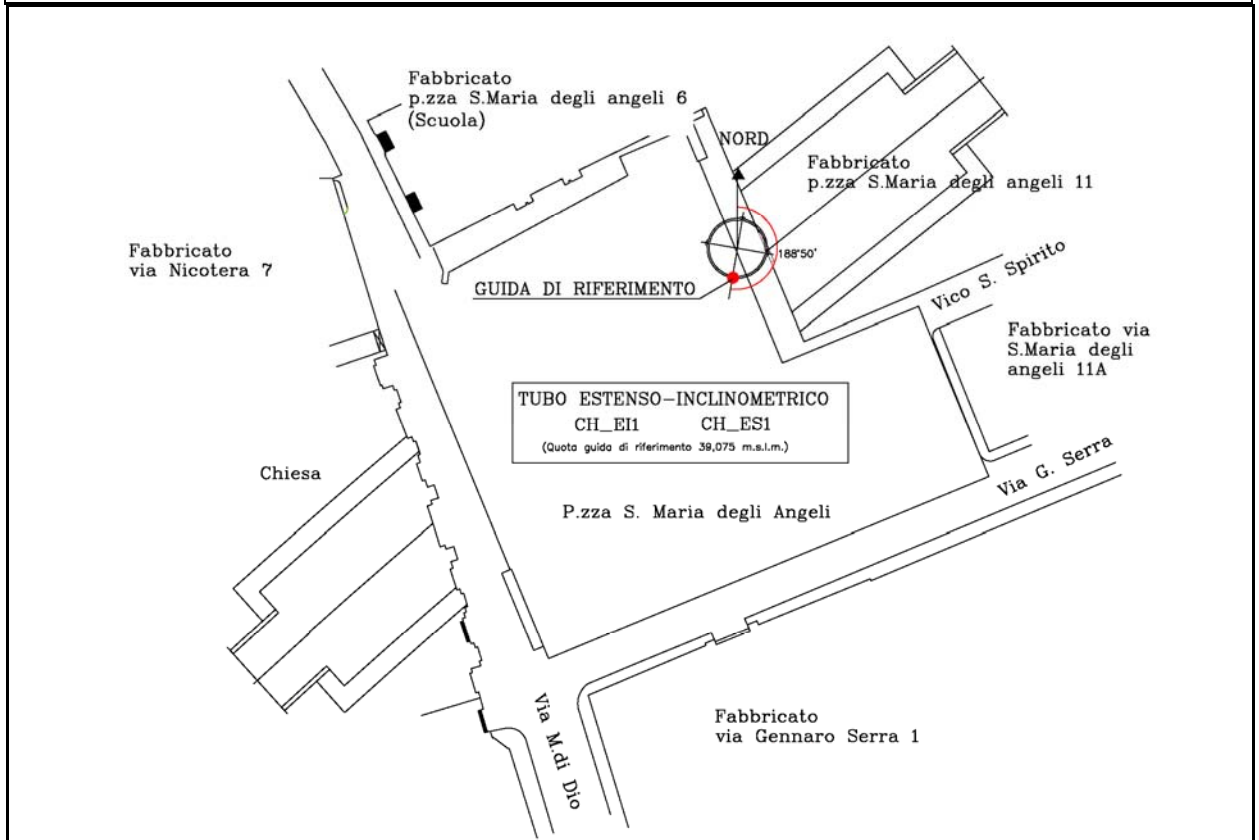 Fabbricato
p.zza S.Maria degli angeli 6
(Scuola)
NORD
Fabbricato
p.zza S.Maria degli angeli 11
188°50'
Fabbricato
via Nicotera 7
GUIDA DI RIFERIMENTO
Vico S. Spirito
Fabbricato via
S.Maria degli
angeli 11A
TUBO ESTENSO-INCLINOMETRICO
CH_EI1 CH_ES1
(Quota guida di riferimento 39,075 m.s.l.m.)
Chiesa
Via G. Serra
P.zza S. Maria degli Angeli
Via M.di Dio
Fabbricato
via Gennaro Serra 1